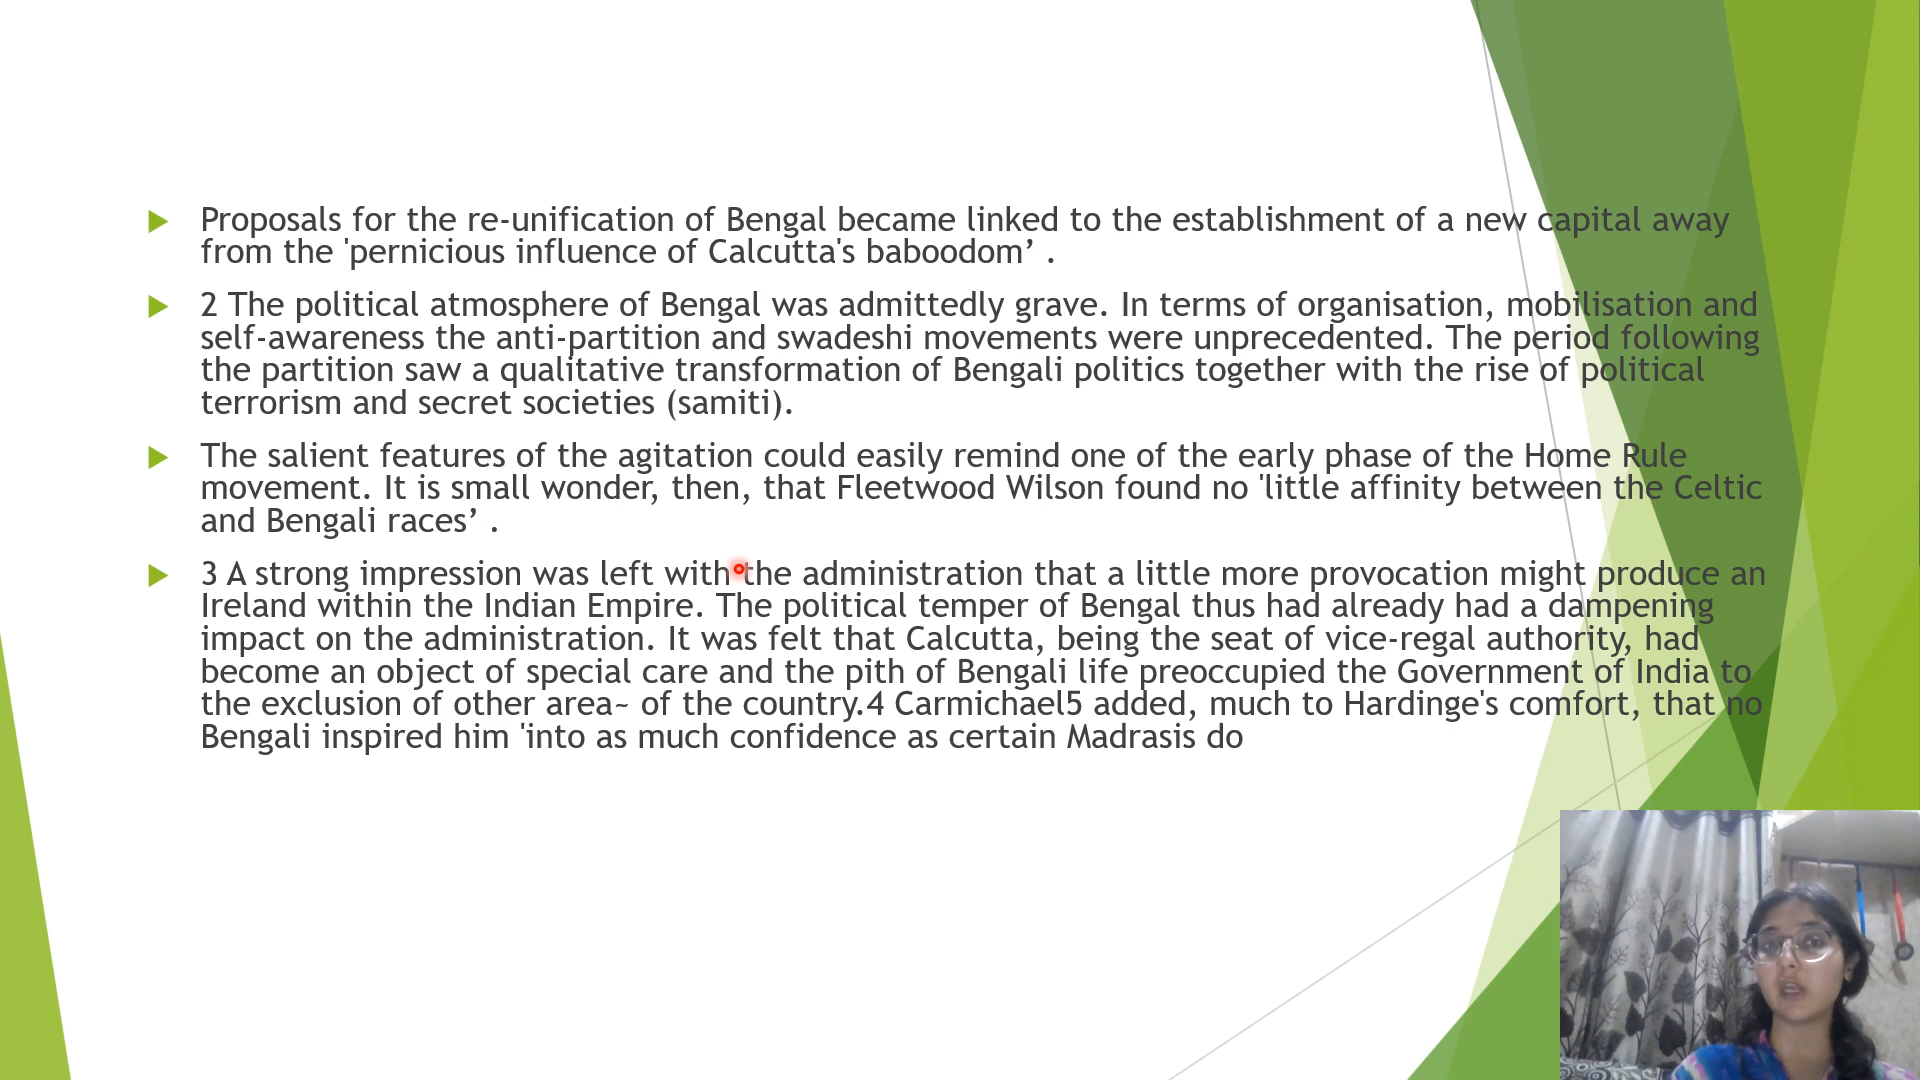 Proposals for the re-unification of Bengal became linked to the establishment of a new capital away
from the 'pernicious influence of Calcutta's baboodom’ .
2 The political atmosphere of Bengal was admittedly grave. In terms of organisation, mobilisation and
self-awareness the anti-partition and swadeshi movements were unprecedented. The period following
the partition saw a qualitative transformation of Bengali politics together with the rise of political
terrorism and secret societies (samiti).
The salient features of the agitation could easily remind one of the early phase of the Home Rule
movement. It is small wonder, then, that Fleetwood Wilson found no 'little affinity between the Celtic
and Bengali races’ .
3 A strong impression was left with the administration that a little more provocation might produce an
Ireland within the Indian Empire. The political temper of Bengal thus had already had a dampening
impact on the administration. It was felt that Calcutta, being the seat of vice-regal authority, had
become an object of special care and the pith of Bengali life preoccupied the Government of India to
the exclusion of other area~ of the country.4 Carmichael5 added, much to Hardinge's comfort, that no
Bengali inspired him 'into as much confidence as certain Madrasis do